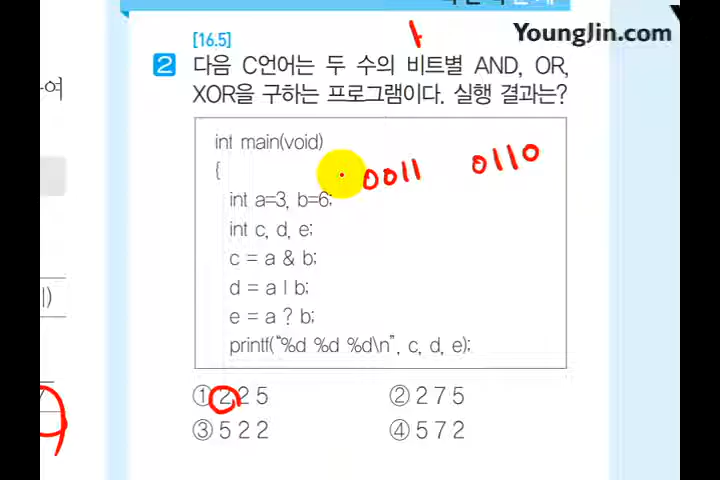 YoungJin.com
[16.5]
2 다음 C언어는 두 수의 비트별 AND, OR,
XOR을 구하는 프로그램이다. 실행 결과는?
int main(void)
{
0011 0110
int a=3, b=6;
int c, d, e;
c = a & b;
d = a | b;
e = a ? b;
printf("%d %d %d\n", c, d, e);
① 2 2 5 ② 2 7 5
③ 5 2 2 ④ 5 7 2